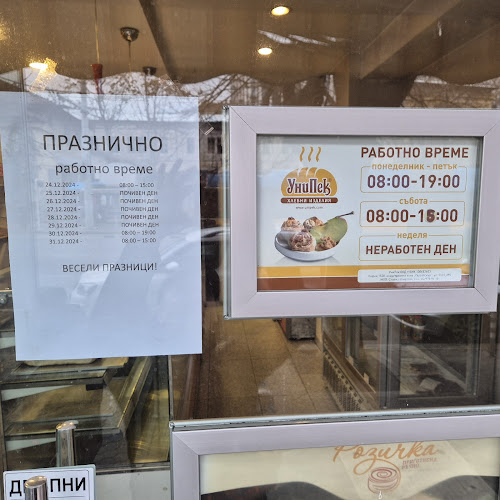 ПРАЗНИЧНО
работно време
24.12.2024 - 08:00 – 15:00
25.12.2024 - ПОЧИВЕН ДЕН
26.12.2024 - ПОЧИВЕН ДЕН
27.12.2024 - ПОЧИВЕН ДЕН
28.12.2024 - ПОЧИВЕН ДЕН
29.12.2024 - ПОЧИВЕН ДЕН
30.12.2024 - 08:00 – 19:00
31.12.2024 - 08:00 – 15:00
ВЕСЕЛИ ПРАЗНИЦИ!
УниПек
ХЛЕБНИ ИЗДЕЛИЯ
РАБОТНО ВРЕМЕ
понеделник - петък
08:00-19:00
събота
08:00-15:00
неделя
НЕРАБОТЕН ДЕН
Розичка
ДРЪПНИ